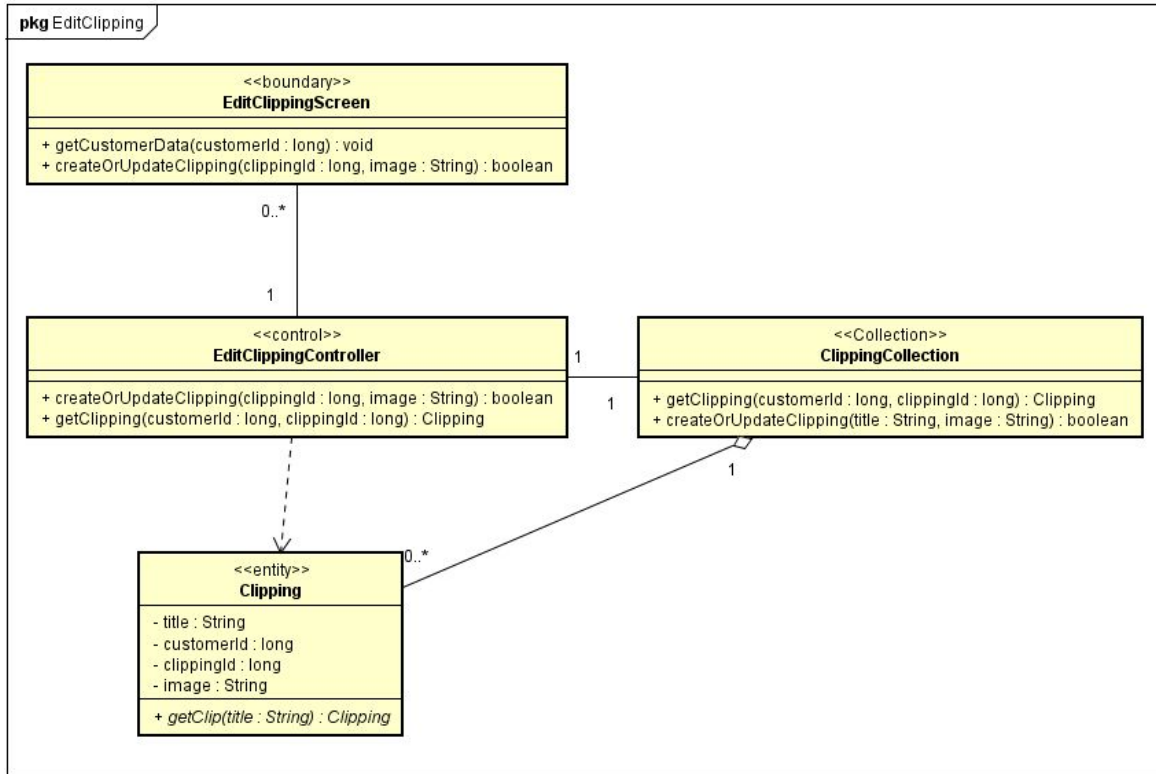 pkg EditClipping
<<boundary>>
EditClippingScreen
+ getCustomerData(customerId : long) : void
+ createOrUpdateClipping(clippingId : long, image : String) : boolean
0..*
1
<<control>>
EditClippingController
+ createOrUpdateClipping(clippingId : long, image : String) : boolean
+ getClipping(customerId : long, clippingId : long) : Clipping
1
1
<<Collection>>
ClippingCollection
+ getClipping(customerId : long, clippingId : long) : Clipping
+ createOrUpdateClipping(title : String, image : String) : boolean
1
0..*
<<entity>>
Clipping
- title : String
- customerId : long
- clippingId : long
- image : String
+ getClip(title : String) : Clipping